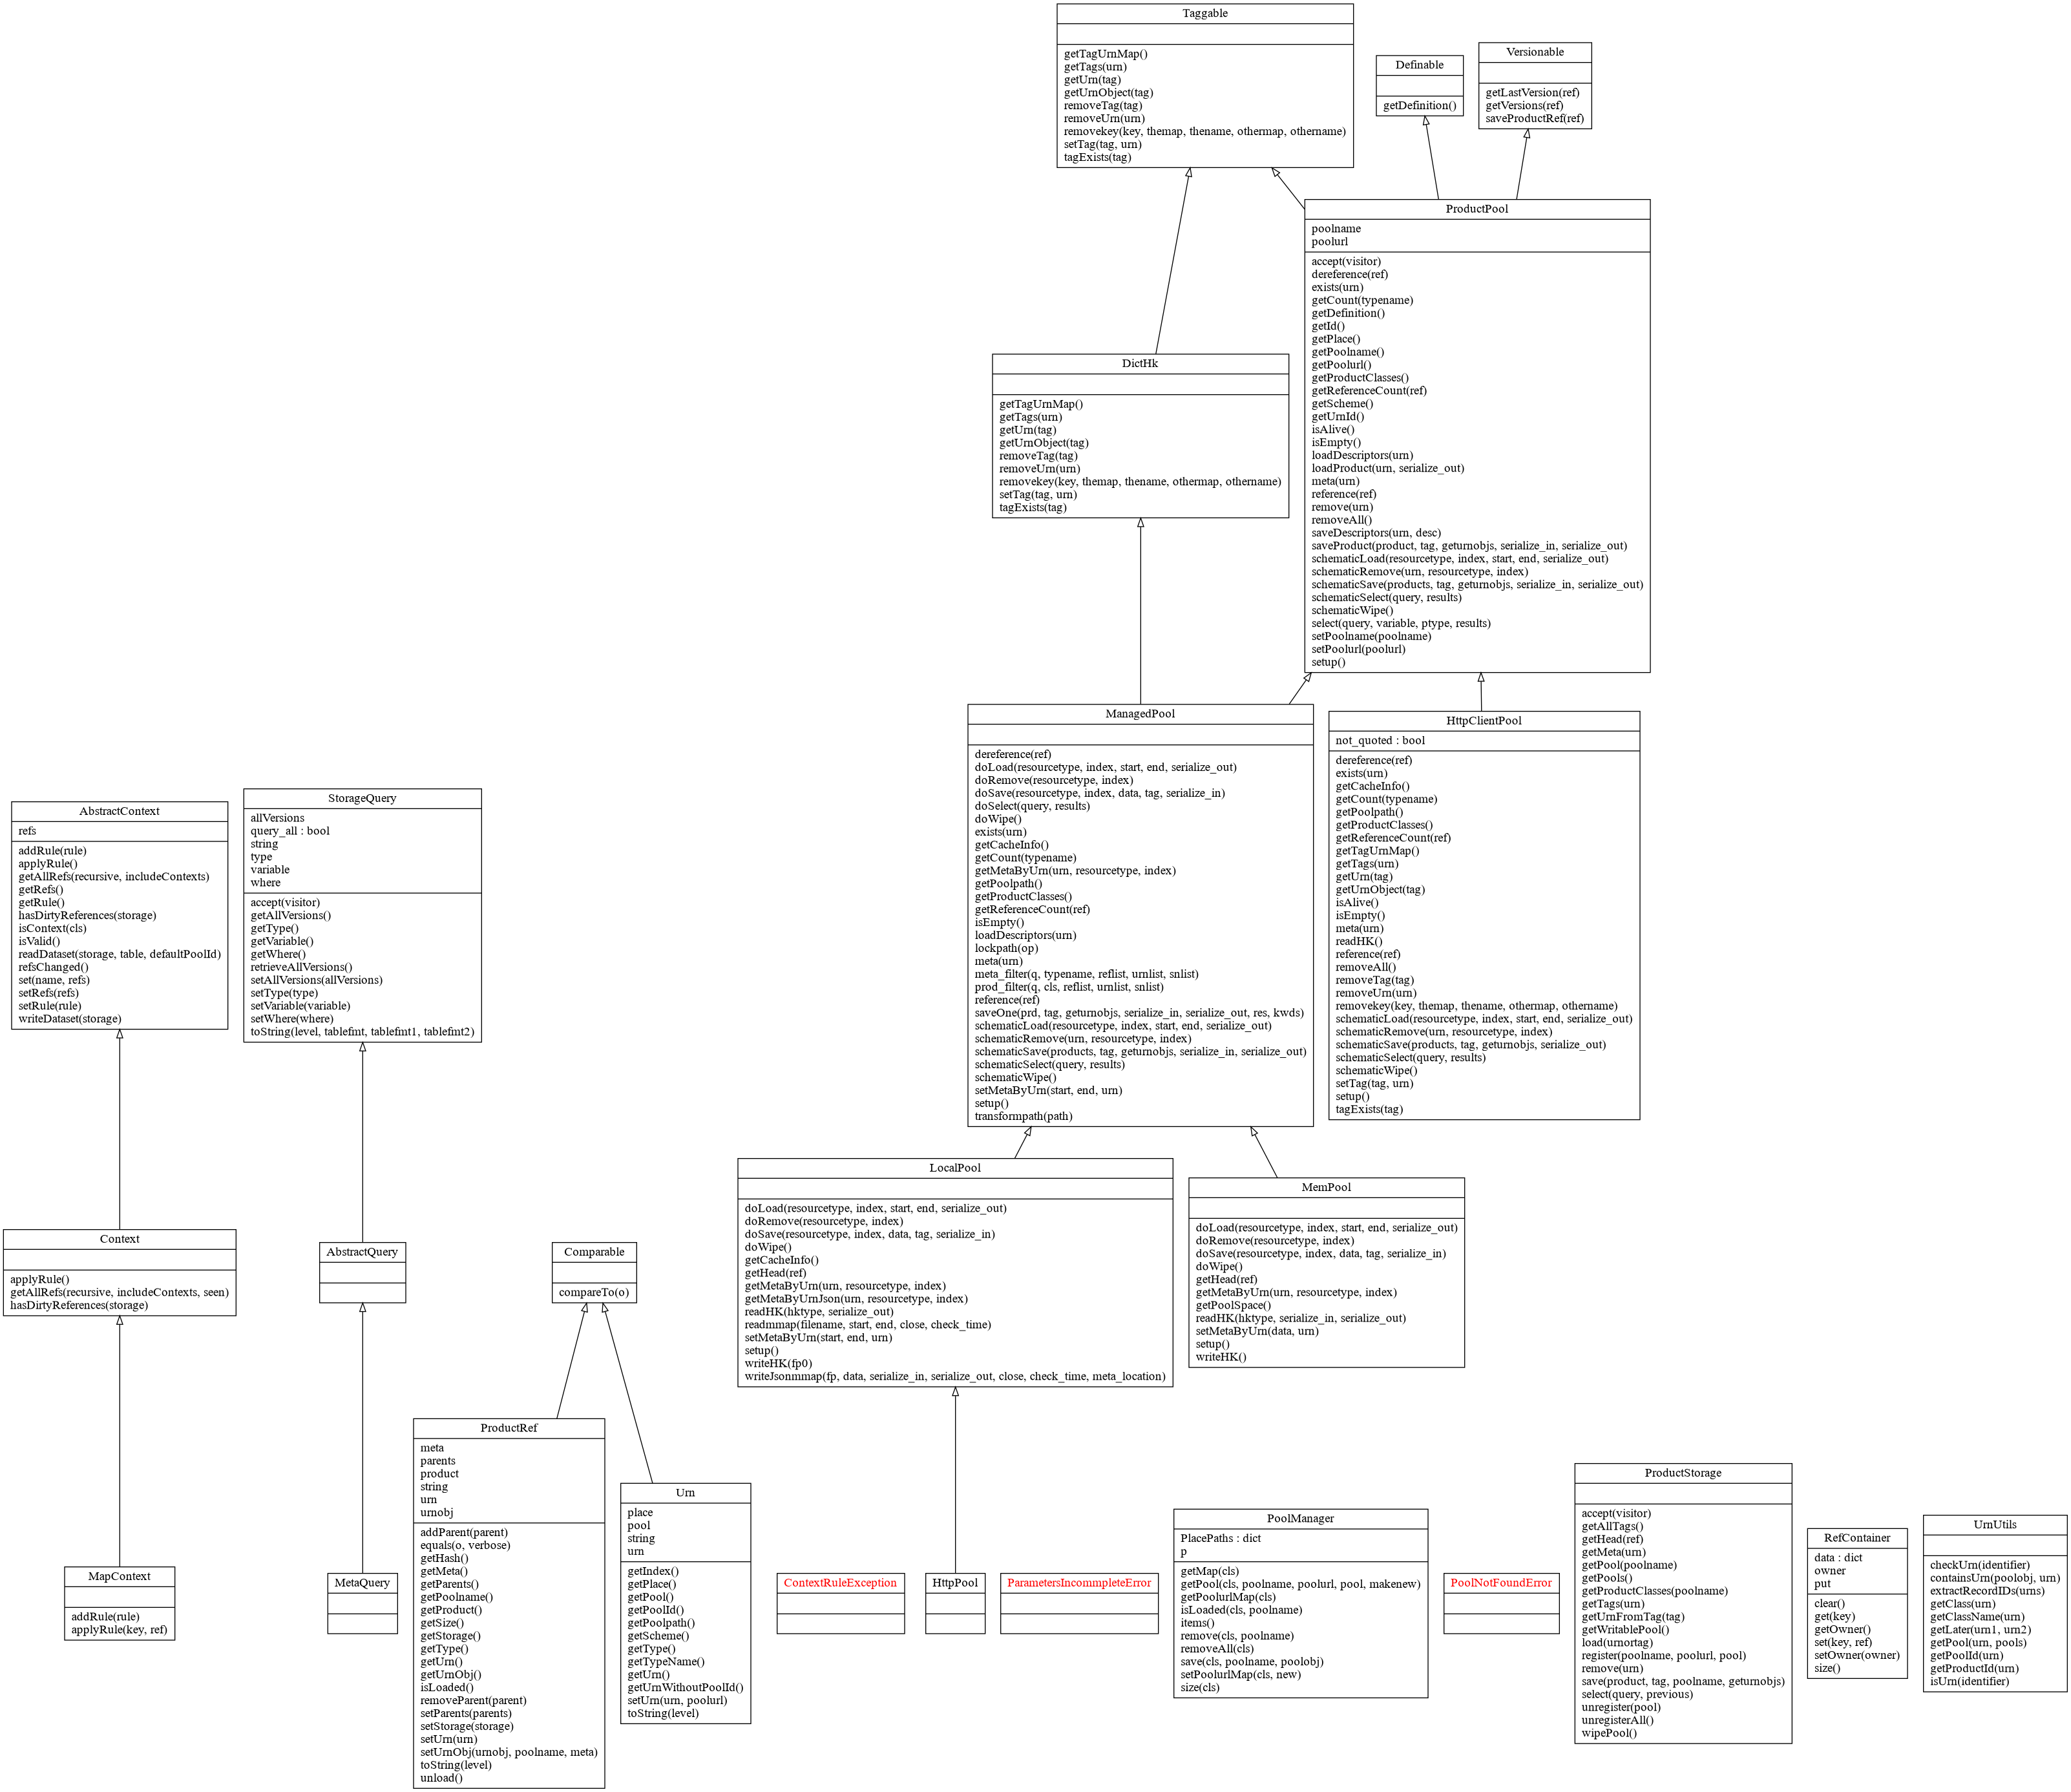 Taggable
getTagUrnMap()
getTags(urn)
getUrn(tag)
getUrnObject(tag)
removeTag(tag)
removeUrn(urn)
removekey(key, themap, thename, othermap, othername)
setTag(tag, urn)
tagExists(tag)
Definable
getDefinition()
Versionable
getLastVersion(ref)
getVersions(ref)
saveProductRef(ref)
ProductPool
poolname
poolurl
accept(visitor)
dereference(ref)
exists(urn)
getCount(typename)
getDefinition()
getId()
getPlace()
getPoolname()
getPoolurl()
getProductClasses()
getReferenceCount(ref)
getScheme()
getUrnId()
isAlive()
isEmpty()
loadDescriptors(urn)
loadProduct(urn, serialize_out)
meta(urn)
reference(ref)
remove(urn)
removeAll()
saveDescriptors(urn, desc)
saveProduct(product, tag, geturnobjs, serialize_in, serialize_out)
schematicLoad(resourcetype, index, start, end, serialize_out)
schematicRemove(urn, resourcetype, index)
schematicSave(products, tag, geturnobjs, serialize_in, serialize_out)
schematicSelect(query, results)
schematicWipe()
select(query, variable, ptype, results)
setPoolname(poolname)
setPoolurl(poolurl)
setup()
DictHk
getTagUrnMap()
getTags(urn)
getUrn(tag)
getUrnObject(tag)
removeTag(tag)
removeUrn(urn)
removekey(key, themap, thename, othermap, othername)
setTag(tag, urn)
tagExists(tag)
ManagedPool
dereference(ref)
doLoad(resourcetype, index, start, end, serialize_out)
doRemove(resourcetype, index)
doSave(resourcetype, index, data, tag, serialize_in)
doSelect(query, results)
doWipe()
exists(urn)
getCacheInfo()
getCount(typename)
getMetaByUrn(urn, resourcetype, index)
getPoolpath()
getProductClasses()
getReferenceCount(ref)
isEmpty()
loadDescriptors(urn)
lockpath(op)
meta(urn)
meta_filter(q, typename, reflist, urnlist, snlist)
prod_filter(q, cls, reflist, urnlist, snlist)
reference(ref)
saveOne(prd, tag, geturnobjs, serialize_in, serialize_out, res, kwds)
schematicLoad(resourcetype, index, start, end, serialize_out)
schematicRemove(urn, resourcetype, index)
schematicSave(products, tag, geturnobjs, serialize_in, serialize_out)
schematicSelect(query, results)
schematicWipe()
setMetaByUrn(start, end, urn)
setup()
transformpath(path)
HttpClientPool
not_quoted : bool
dereference(ref)
exists(urn)
getCacheInfo()
getCount(typename)
getPoolpath()
getProductClasses()
getReferenceCount(ref)
getTagUrnMap()
getTags(urn)
getUrn(tag)
getUrnObject(tag)
isAlive()
isEmpty()
meta(urn)
readHK()
reference(ref)
removeAll()
removeTag(tag)
removeUrn(urn)
removekey(key, themap, thename, othermap, othername)
schematicLoad(resourcetype, index, start, end, serialize_out)
schematicRemove(urn, resourcetype, index)
schematicSave(products, tag, geturnobjs, serialize_out)
schematicSelect(query, results)
schematicWipe()
setTag(tag, urn)
setup()
tagExists(tag)
AbstractContext
refs
addRule(rule)
applyRule()
getAllRefs(recursive, includeContexts)
getRefs()
getRule()
hasDirtyReferences(storage)
isContext(cls)
isValid()
readDataset(storage, table, defaultPoolId)
refsChanged()
set(name, refs)
setRefs(refs)
setRule(rule)
writeDataset(storage)
StorageQuery
allVersions
query_all : bool
string
type
variable
where
accept(visitor)
getAllVersions()
getType()
getVariable()
getWhere()
retrieveAllVersions()
setAllVersions(allVersions)
setType(type)
setVariable(variable)
setWhere(where)
toString(level, tablefmt, tablefmt1, tablefmt2)
LocalPool
doLoad(resourcetype, index, start, end, serialize_out)
doRemove(resourcetype, index)
doSave(resourcetype, index, data, tag, serialize_in)
doWipe()
getCacheInfo()
getHead(ref)
getMetaByUrn(urn, resourcetype, index)
getMetaByUrnJson(urn, resourcetype, index)
readHK(hktype, serialize_out)
readmmap(filename, start, end, close, check_time)
setMetaByUrn(start, end, urn)
setup()
writeHK(fp0)
writeJsonmmap(fp, data, serialize_in, serialize_out, close, check_time, meta_location)
MemPool
doLoad(resourcetype, index, start, end, serialize_out)
doRemove(resourcetype, index)
doSave(resourcetype, index, data, tag, serialize_in)
doWipe()
getHead(ref)
getMetaByUrn(urn, resourcetype, index)
getPoolSpace()
readHK(hktype, serialize_in, serialize_out)
setMetaByUrn(data, urn)
setup()
writeHK()
Context
applyRule()
getAllRefs(recursive, includeContexts, seen)
hasDirtyReferences(storage)
AbstractQuery
Comparable
compareTo(o)
MapContext
addRule(rule)
applyRule(key, ref)
MetaQuery
ProductRef
meta
parents
product
string
urn
urnobj
addParent(parent)
equals(o, verbose)
getHash()
getMeta()
getParents()
getPoolname()
getProduct()
getSize()
getStorage()
getType()
getUrn()
getUrnObj()
isLoaded()
removeParent(parent)
setParents(parents)
setStorage(storage)
setUrn(urn)
setUrnObj(urnobj, poolname, meta)
toString(level)
unload()
Urn
place
pool
string
urn
getIndex()
getPlace()
getPool()
getPoolId()
getPoolpath()
getScheme()
getType()
getTypeName()
getUrn()
getUrnWithoutPoolId()
setUrn(urn, poolurl)
toString(level)
ContextRuleException
HttpPool
ParametersIncommpleteError
PoolManager
PlacePaths : dict
p
getMap(cls)
getPool(cls, poolname, poolurl, pool, makenew)
getPoolurlMap(cls)
isLoaded(cls, poolname)
items()
remove(cls, poolname)
removeAll(cls)
save(cls, poolname, poolobj)
setPoolurlMap(cls, new)
size(cls)
PoolNotFoundError
ProductStorage
accept(visitor)
getAllTags()
getHead(ref)
getMeta(urn)
getPool(poolname)
getPools()
getProductClasses(poolname)
getTags(urn)
getUrnFromTag(tag)
getWritablePool()
load(urnortag)
register(poolname, poolurl, pool)
remove(urn)
save(product, tag, poolname, geturnobjs)
select(query, previous)
unregister(pool)
unregisterAll()
wipePool()
RefContainer
data : dict
owner
put
clear()
get(key)
getOwner()
set(key, ref)
setOwner(owner)
size()
UrnUtils
checkUrn(identifier)
containsUrn(poolobj, urn)
extractRecordIDs(urns)
getClass(urn)
getClassName(urn)
getLater(urn1, urn2)
getPool(urn, pools)
getPoolId(urn)
getProductId(urn)
isUrn(identifier)